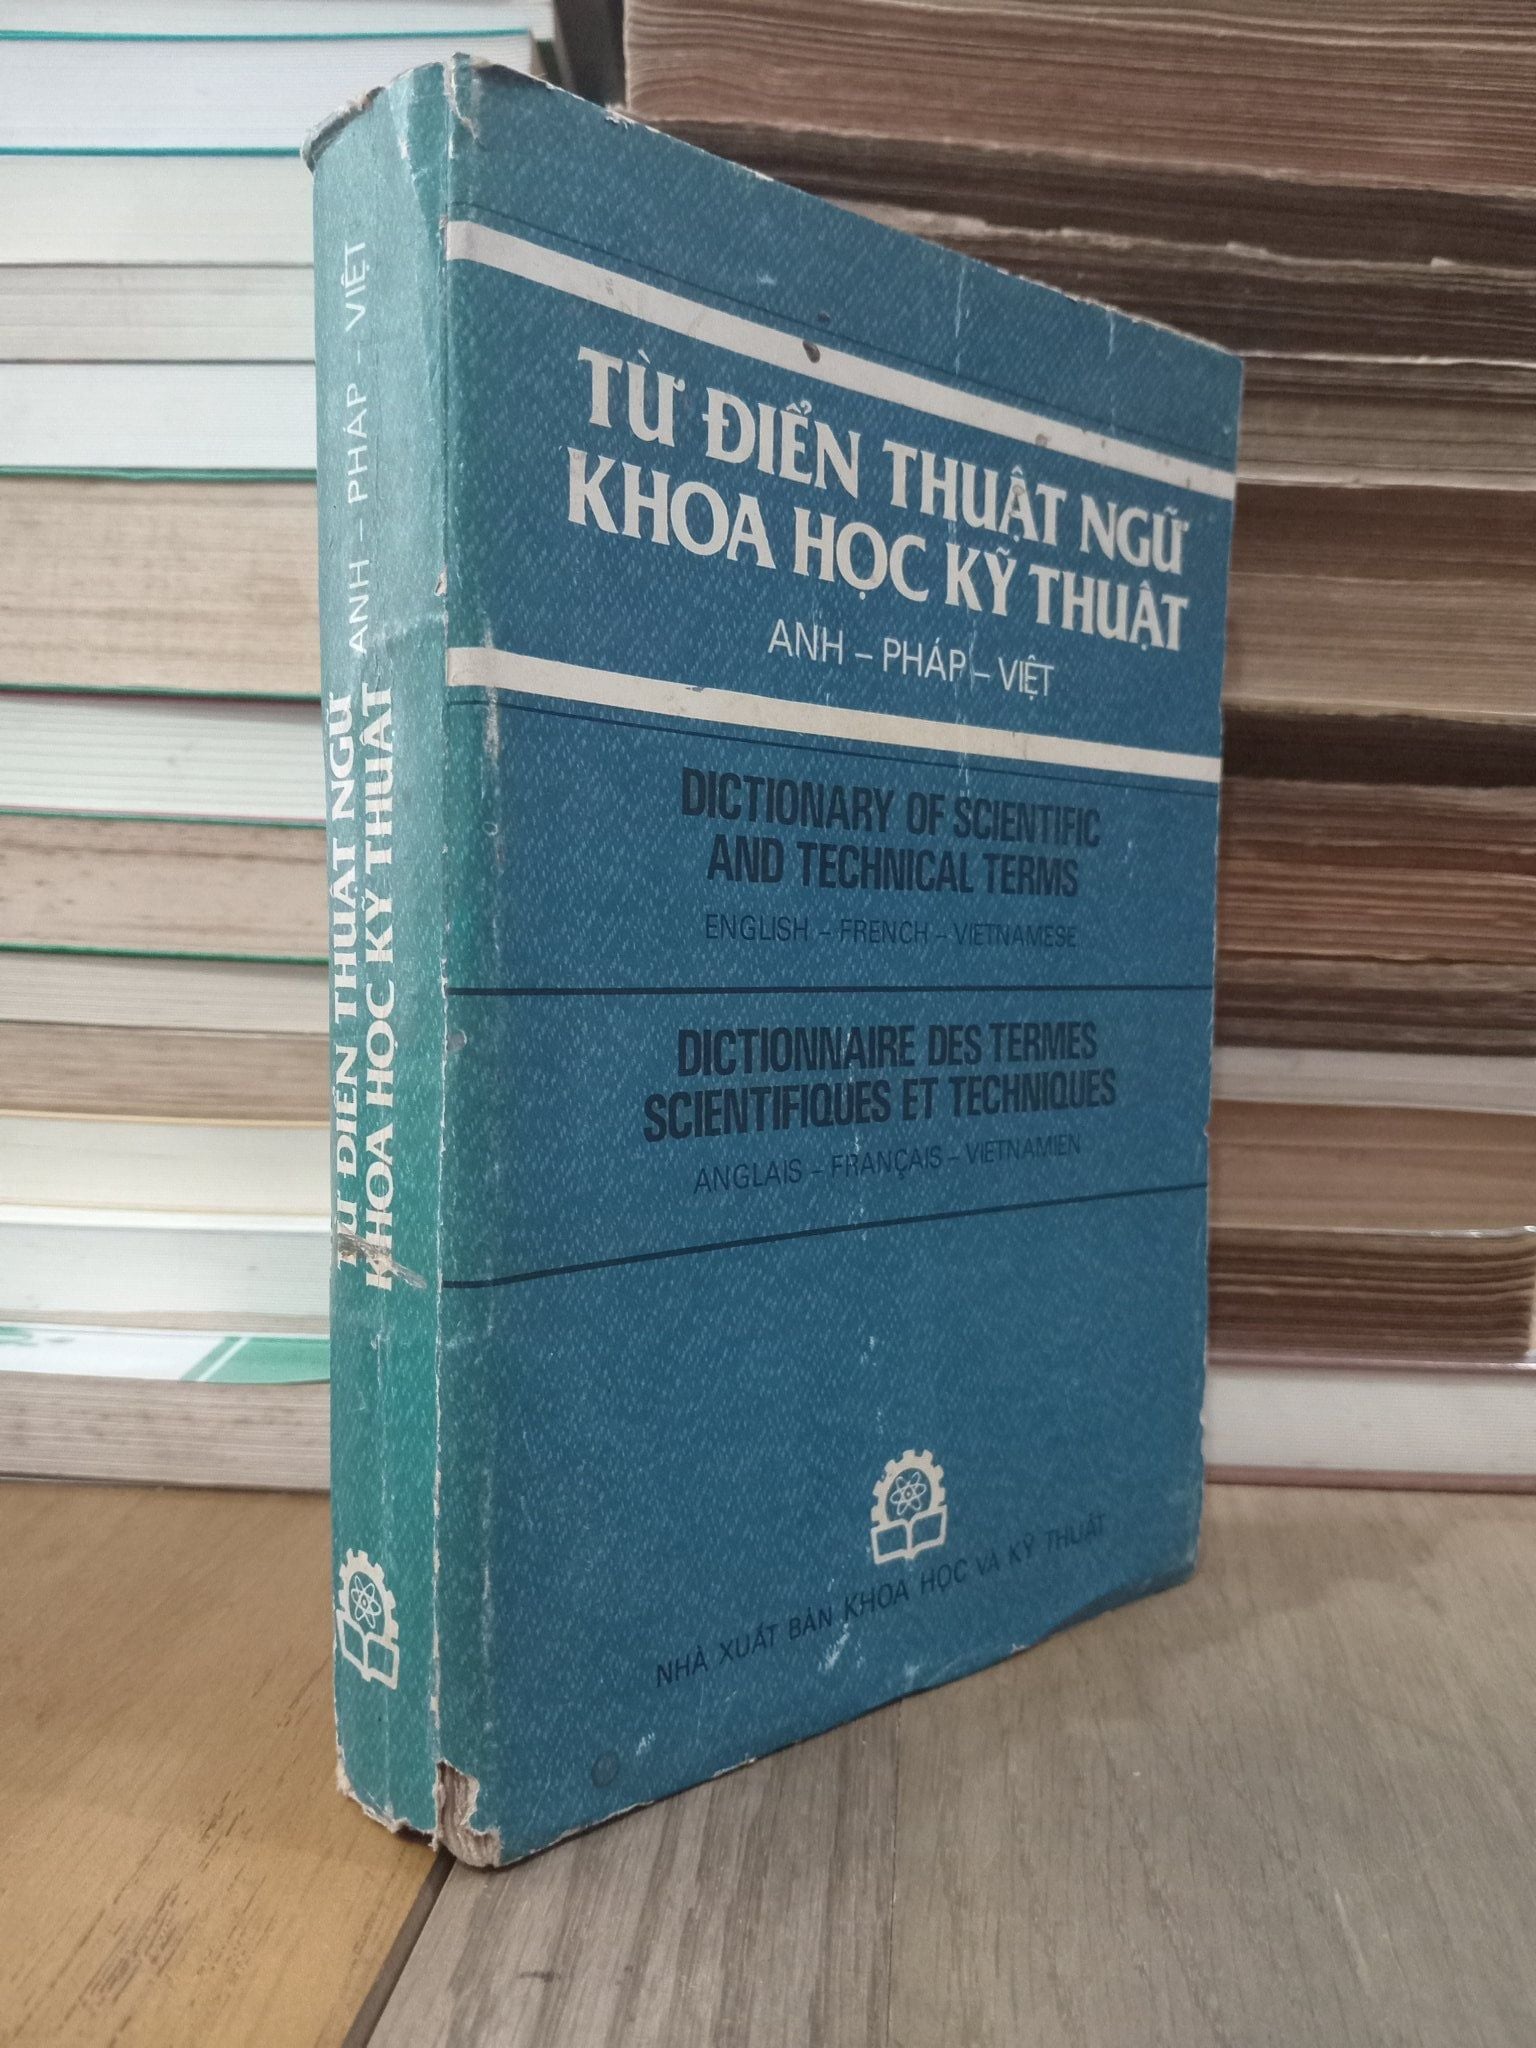 TỪ ĐIỂN THUẬT NGỮ
KHOA HỌC KỸ THUẬT
ANH – PHÁP – VIỆT
DICTIONARY OF SCIENTIFIC
AND TECHNICAL TERMS
ENGLISH – FRENCH – VIETNAMESE
DICTIONNAIRE DES TERMES
SCIENTIFIQUES ET TECHNIQUES
ANGLAIS – FRANÇAIS – VIETNAMIEN
NHÀ XUẤT BẢN KHOA HỌC VÀ KỸ THUẬT
TỪ ĐIỂN THUẬT NGỮ
KHOA HỌC KỸ THUẬT
ANH – PHÁP – VIỆT